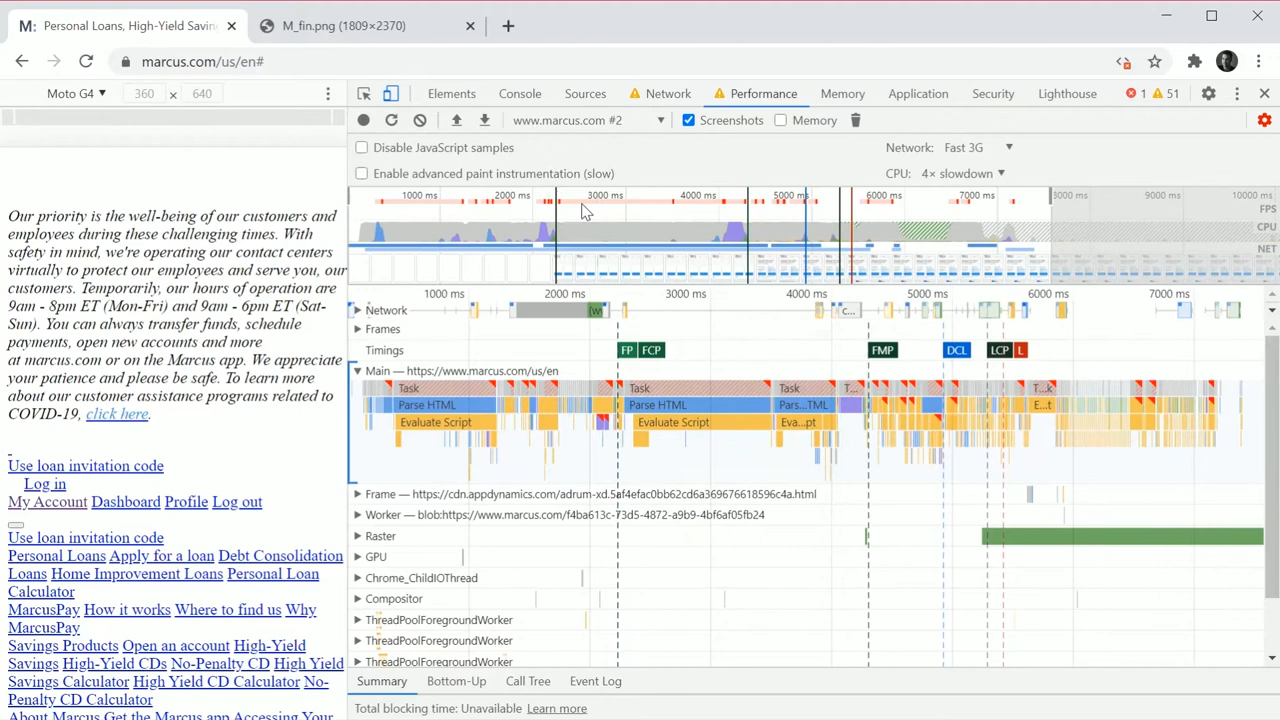 M: Personal Loans, High-Yield Savin
M_fin.png (1809×2370)
marcus.com/us/en#
Moto G4 ▼ 360 × 640
Elements Console Sources Network Performance Memory Application Security Lighthouse 1 51
www.marcus.com #2 Screenshots Memory
Disable JavaScript samples
Network: Fast 3G
Enable advanced paint instrumentation (slow)
CPU: 4× slowdown
1000 ms 2000 ms 3000 ms 4000 ms 5000 ms 6000 ms 7000 ms 8000 ms 9000 ms 10000 ms
FPS
CPU
NET
1000 ms 2000 ms 3000 ms 4000 ms 5000 ms 6000 ms 7000 ms
Network c...
Frames
Timings FP FCP FMP DCL LCP L
Main — https://www.marcus.com/us/en
Task Task Task T... T...k
Parse HTML Parse HTML Pars...TML E...t
Evaluate Script Evaluate Script Eva...pt
Frame — https://cdn.appdynamics.com/adrum-xd.5af4efac0bb62cd6a369676618596c4a.html
Worker — blob:https://www.marcus.com/f4ba613c-73d5-4872-a9b9-4bf6af05fb24
Raster
GPU
Chrome_ChildIOThread
Compositor
ThreadPoolForegroundWorker
ThreadPoolForegroundWorker
ThreadPoolForegroundWorker
Summary Bottom-Up Call Tree Event Log
Total blocking time: Unavailable Learn more
Our priority is the well-being of our customers and
employees during these challenging times. With
safety in mind, we're operating our contact centers
virtually to protect our employees and serve you, our
customers. Temporarily, our hours of operation are
9am - 8pm ET (Mon-Fri) and 9am - 6pm ET (Sat-
Sun). You can always transfer funds, schedule
payments, open new accounts and more
at marcus.com or on the Marcus app. We appreciate
your patience and please be safe. To learn more
about our customer assistance programs related to
COVID-19, click here.
Use loan invitation code
Log in
My Account Dashboard Profile Log out
Use loan invitation code
Personal Loans Apply for a loan Debt Consolidation
Loans Home Improvement Loans Personal Loan
Calculator
MarcusPay How it works Where to find us Why
MarcusPay
Savings Products Open an account High-Yield
Savings High-Yield CDs No-Penalty CD High Yield
Savings Calculator High Yield CD Calculator No-
Penalty CD Calculator
About Marcus Get the Marcus app Accessing Your